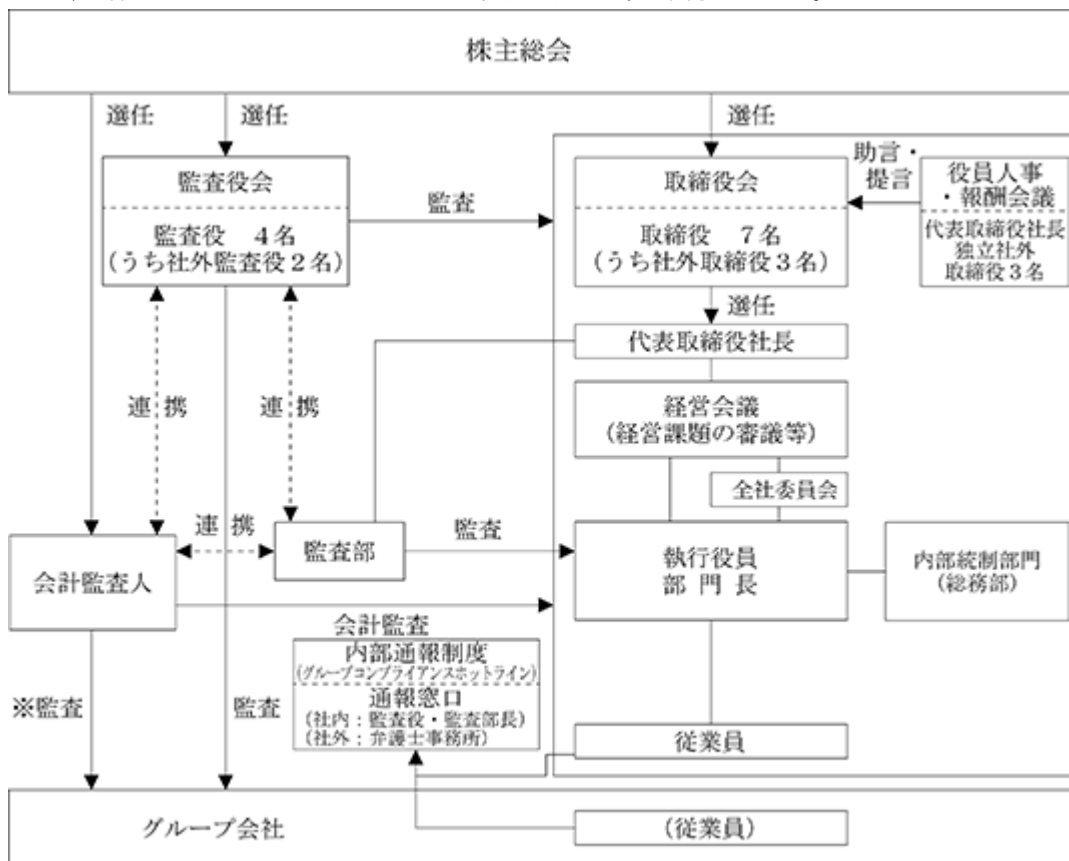 株主総会
選任
選任
選任
監査役会
監査役 4名
(うち社外監査役2名)
監査
取締役会
取締役 7名
(うち社外取締役3名)
助言・
提言
役員人事
・報酬会議
代表取締役社長
独立社外
取締役3名
選任
代表取締役社長
経営会議
(経営課題の審議等)
全社委員会
連携
連携
連携
会計監査人
監査部
監査
執行役員
部門長
内部統制部門
(総務部)
会計監査
内部通報制度
(グループコンプライアンスホットライン)
通報窓口
(社内:監査役・監査部長)
(社外:弁護士事務所)
※監査
監査
従業員
グループ会社
(従業員)